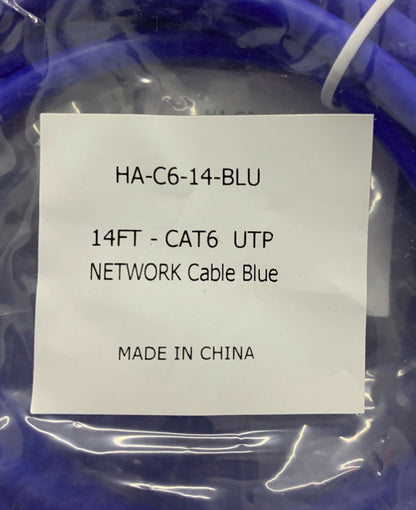 HA-C6-14-BLU
14FT - CAT6 UTP
NETWORK Cable Blue
MADE IN CHINA